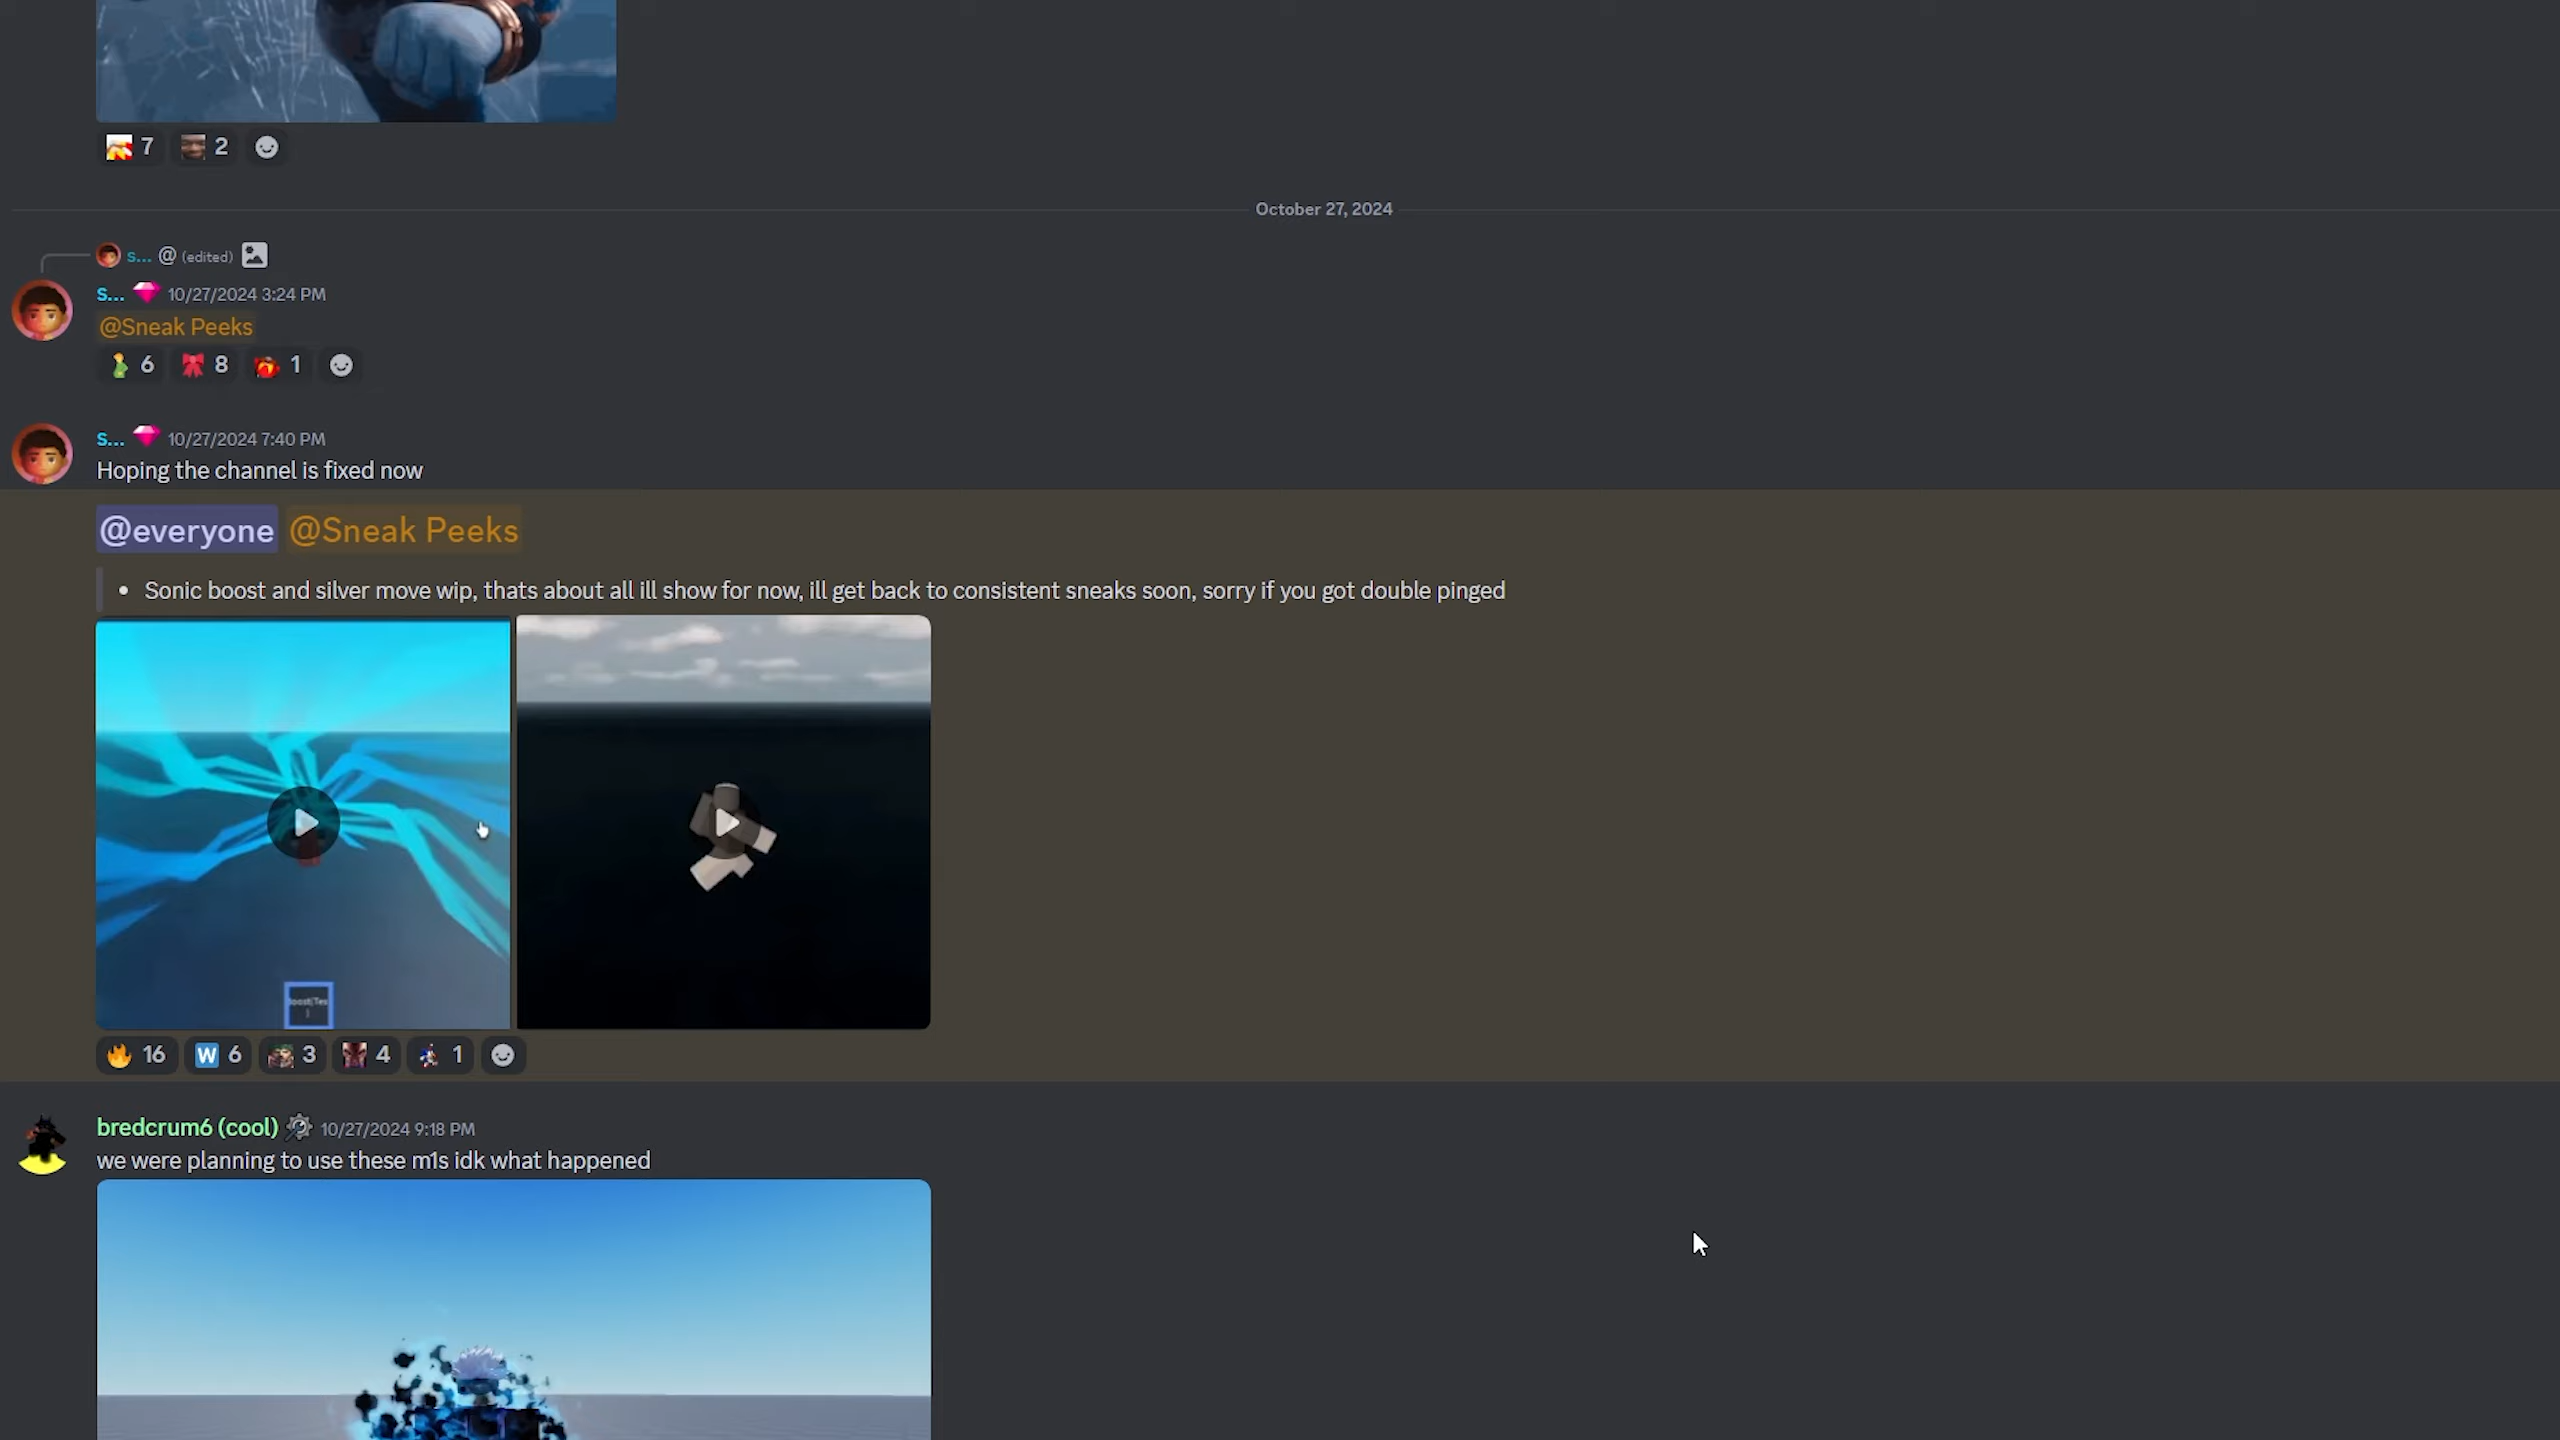 7 2
October 27, 2024
s... @ (edited)
S... 10/27/2024 3:24 PM
@Sneak Peeks
6 8 1
S... 10/27/2024 7:40 PM
Hoping the channel is fixed now
@everyone @Sneak Peeks
• Sonic boost and silver move wip, thats about all ill show for now, ill get back to consistent sneaks soon, sorry if you got double pinged
16 W 6 3 4 1
bredcrum6 (cool) 10/27/2024 9:18 PM
we were planning to use these m1s idk what happened